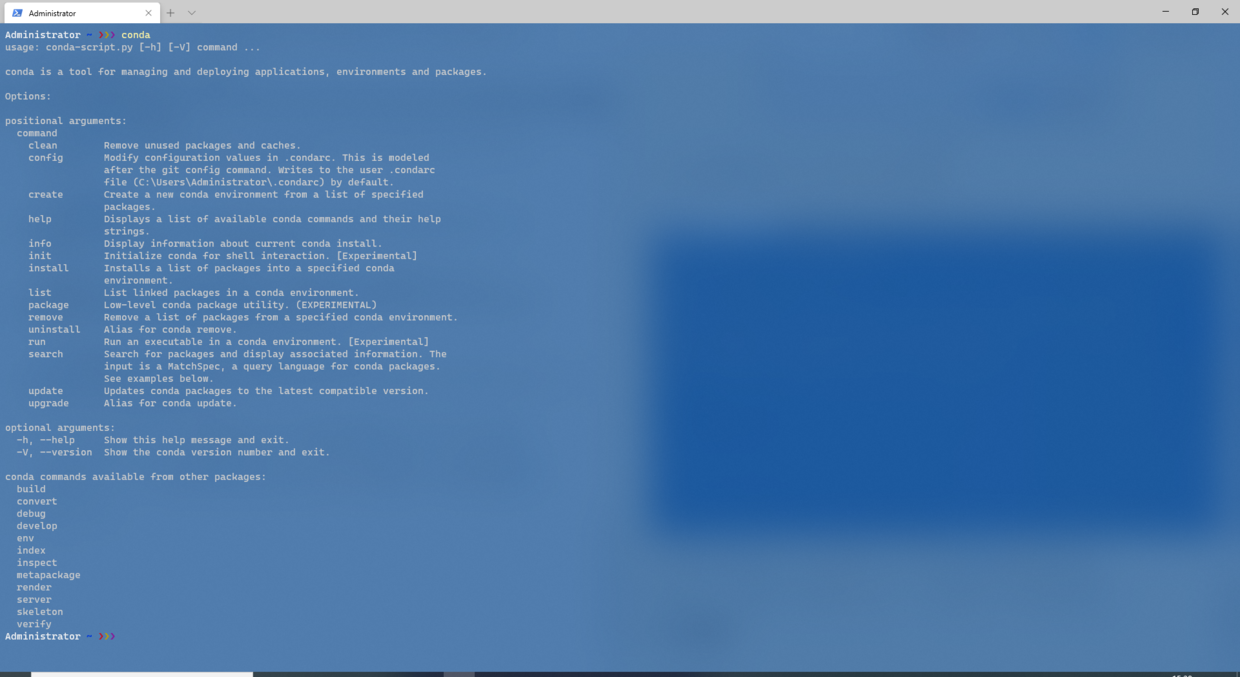 Administrator
Administrator ~ ❯❯❯ conda
usage: conda-script.py [-h] [-V] command ...
conda is a tool for managing and deploying applications, environments and packages.
Options:
positional arguments:
command
clean Remove unused packages and caches.
config Modify configuration values in .condarc. This is modeled
after the git config command. Writes to the user .condarc
file (C:\Users\Administrator\.condarc) by default.
create Create a new conda environment from a list of specified
packages.
help Displays a list of available conda commands and their help
strings.
info Display information about current conda install.
init Initialize conda for shell interaction. [Experimental]
install Installs a list of packages into a specified conda
environment.
list List linked packages in a conda environment.
package Low-level conda package utility. (EXPERIMENTAL)
remove Remove a list of packages from a specified conda environment.
uninstall Alias for conda remove.
run Run an executable in a conda environment. [Experimental]
search Search for packages and display associated information. The
input is a MatchSpec, a query language for conda packages.
See examples below.
update Updates conda packages to the latest compatible version.
upgrade Alias for conda update.
optional arguments:
-h, --help Show this help message and exit.
-V, --version Show the conda version number and exit.
conda commands available from other packages:
build
convert
debug
develop
env
index
inspect
metapackage
render
server
skeleton
verify
Administrator ~ ❯❯❯